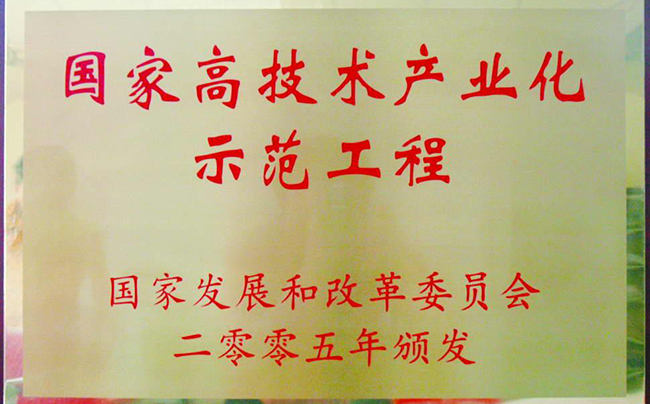 国家高技术产业化
示范工程
国家发展和改革委员会
二零零五年颁发